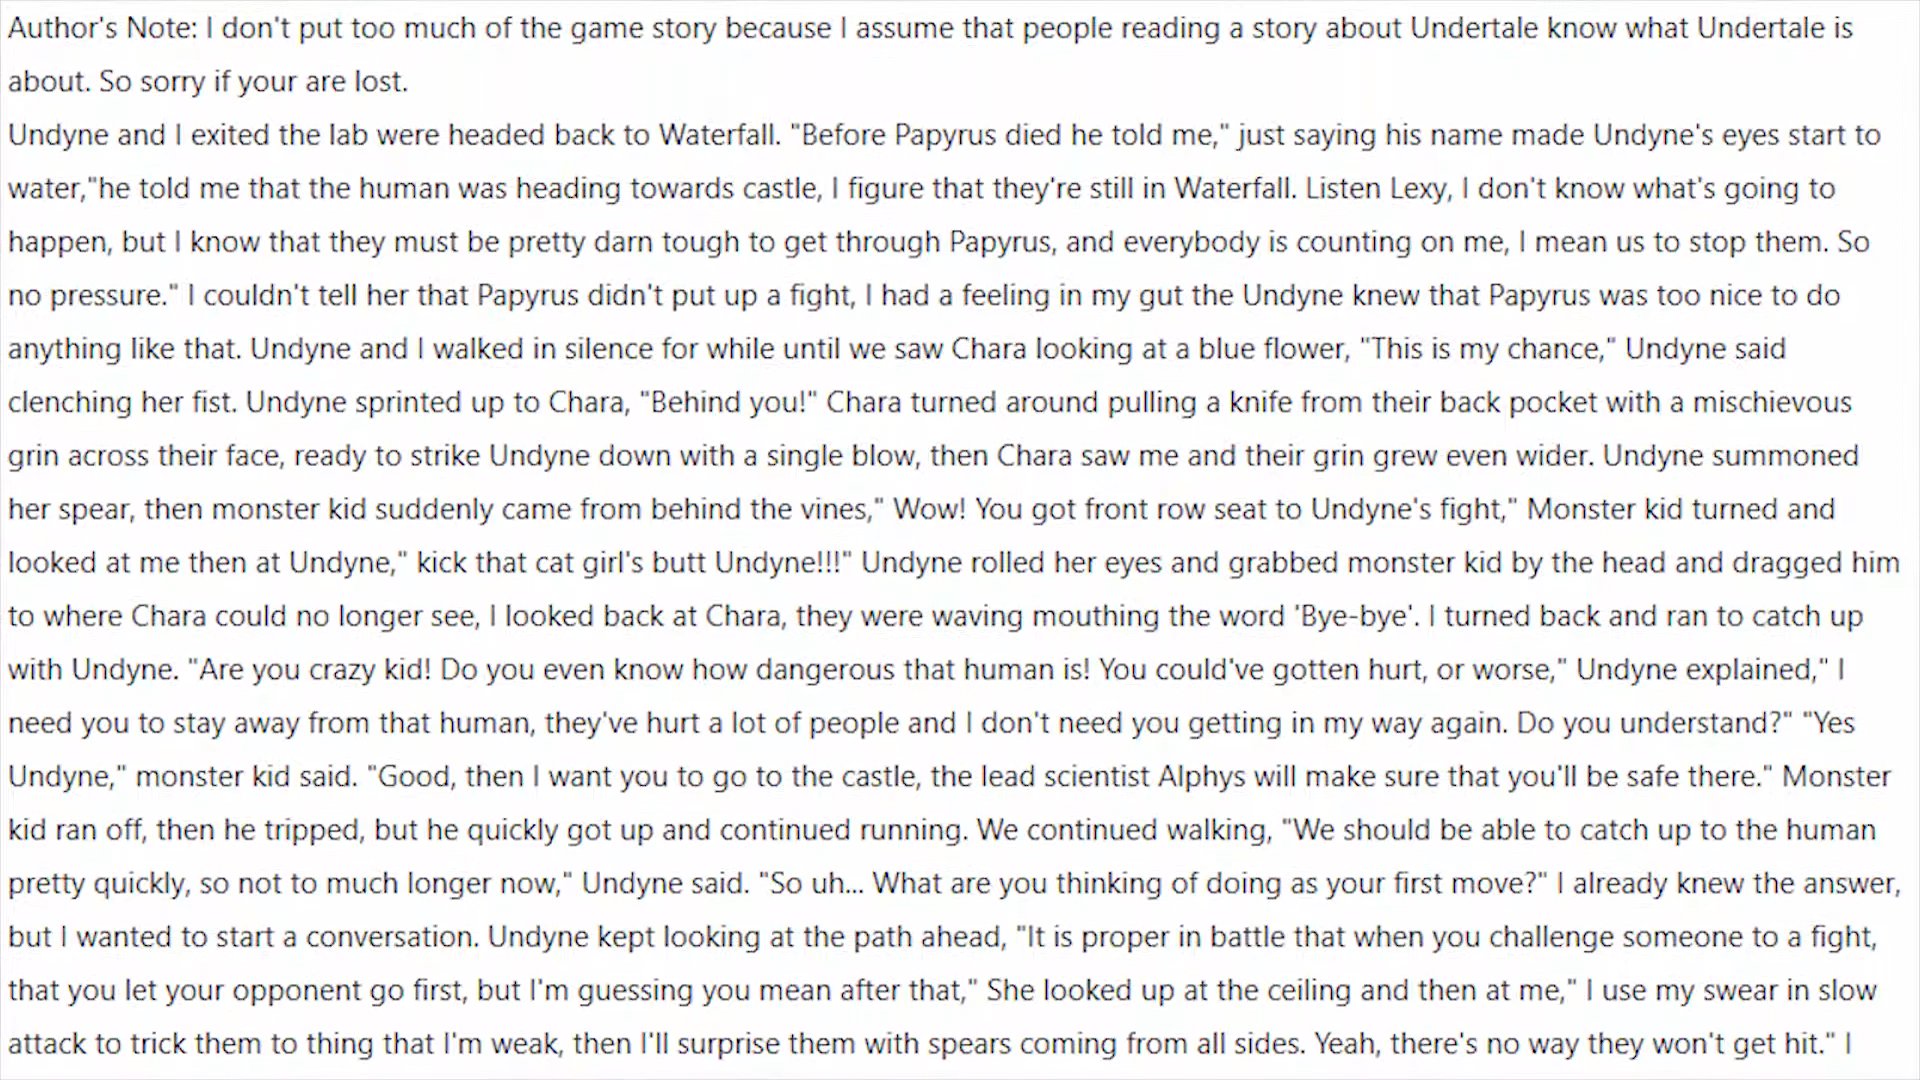 Author's Note: I don't put too much of the game story because I assume that people reading a story about Undertale know what Undertale is
about. So sorry if your are lost.
Undyne and I exited the lab were headed back to Waterfall. "Before Papyrus died he told me," just saying his name made Undyne's eyes start to
water,"he told me that the human was heading towards castle, I figure that they're still in Waterfall. Listen Lexy, I don't know what's going to
happen, but I know that they must be pretty darn tough to get through Papyrus, and everybody is counting on me, I mean us to stop them. So
no pressure." I couldn't tell her that Papyrus didn't put up a fight, I had a feeling in my gut the Undyne knew that Papyrus was too nice to do
anything like that. Undyne and I walked in silence for while until we saw Chara looking at a blue flower, "This is my chance," Undyne said
clenching her fist. Undyne sprinted up to Chara, "Behind you!" Chara turned around pulling a knife from their back pocket with a mischievous
grin across their face, ready to strike Undyne down with a single blow, then Chara saw me and their grin grew even wider. Undyne summoned
her spear, then monster kid suddenly came from behind the vines," Wow! You got front row seat to Undyne's fight," Monster kid turned and
looked at me then at Undyne," kick that cat girl's butt Undyne!!!" Undyne rolled her eyes and grabbed monster kid by the head and dragged him
to where Chara could no longer see, I looked back at Chara, they were waving mouthing the word 'Bye-bye'. I turned back and ran to catch up
with Undyne. "Are you crazy kid! Do you even know how dangerous that human is! You could've gotten hurt, or worse," Undyne explained," I
need you to stay away from that human, they've hurt a lot of people and I don't need you getting in my way again. Do you understand?" "Yes
Undyne," monster kid said. "Good, then I want you to go to the castle, the lead scientist Alphys will make sure that you'll be safe there." Monster
kid ran off, then he tripped, but he quickly got up and continued running. We continued walking, "We should be able to catch up to the human
pretty quickly, so not to much longer now," Undyne said. "So uh... What are you thinking of doing as your first move?" I already knew the answer,
but I wanted to start a conversation. Undyne kept looking at the path ahead, "It is proper in battle that when you challenge someone to a fight,
that you let your opponent go first, but I'm guessing you mean after that," She looked up at the ceiling and then at me," I use my swear in slow
attack to trick them to thing that I'm weak, then I'll surprise them with spears coming from all sides. Yeah, there's no way they won't get hit." I